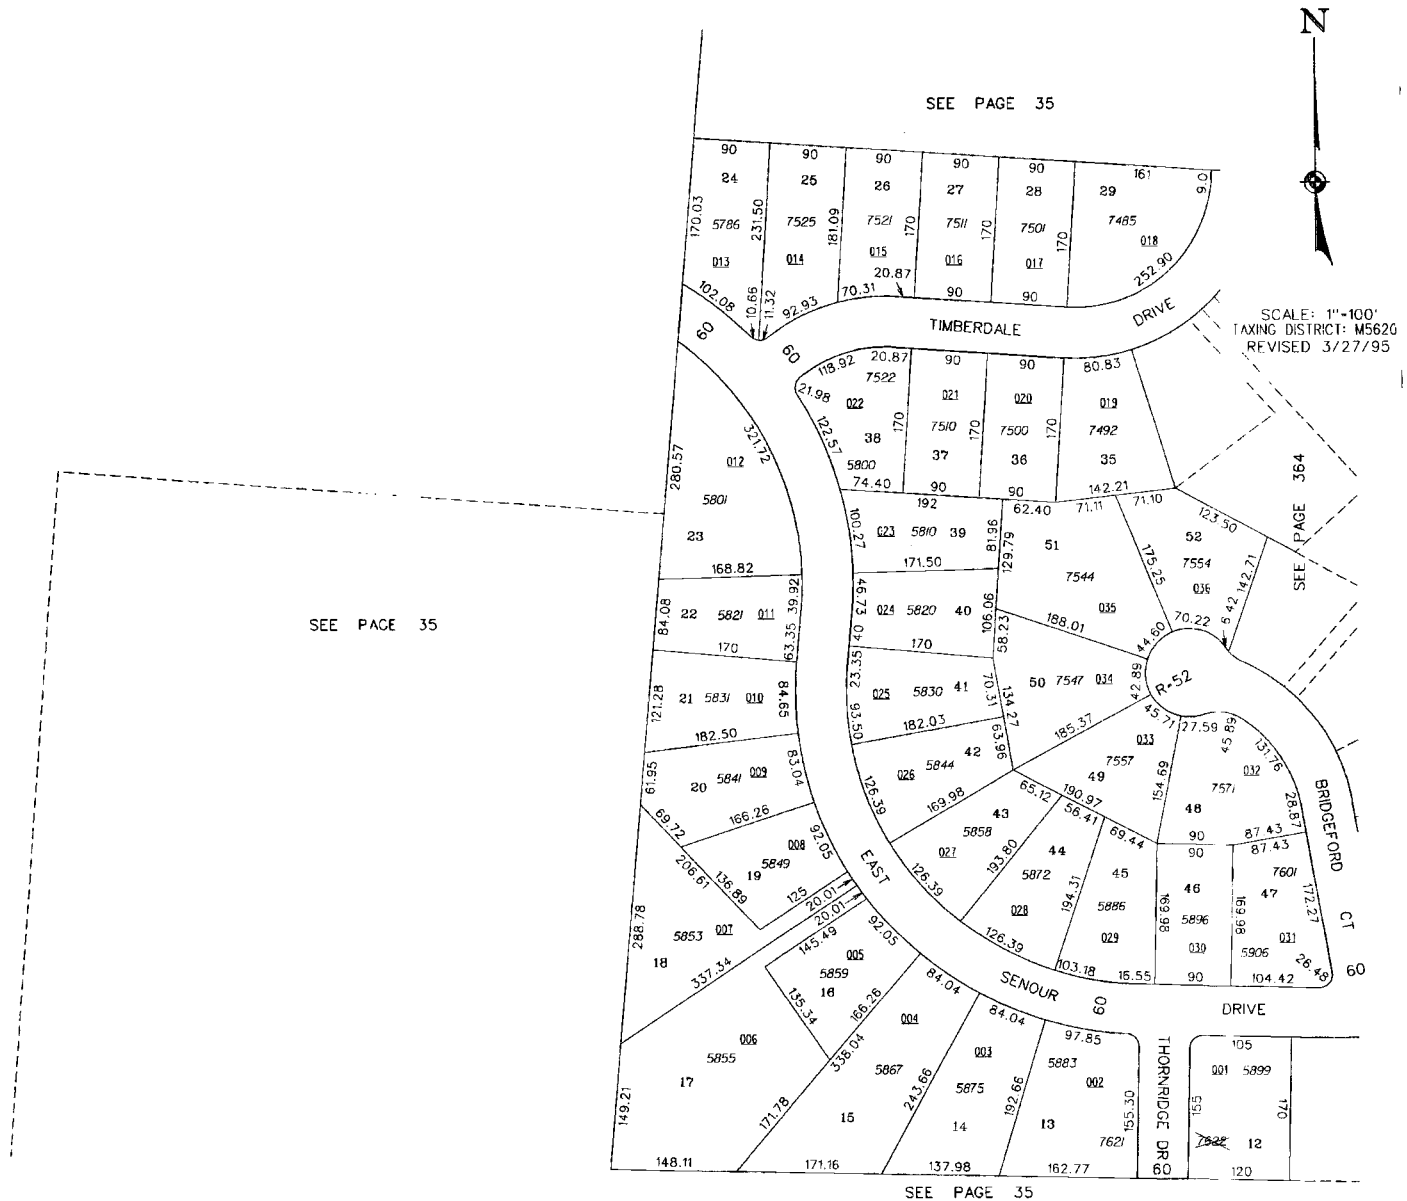 N
SEE PAGE 35
SCALE: 1"-100'
TAXING DISTRICT: M5620
REVISED 3/27/95
90 90 90 90 90 161 9.0
24 25 26 27 28 29
170.03 5786 231.50 7525 181.09 7521 170 7511 170 7501 170 7485
013 014 015 016 017 018
102.08 10.66 11.32 92.93 70.31 20.87 90 90 252.90
60 60
TIMBERDALE DRIVE
21.98 118.92 20.87 90 90 80.83
7522
022 021 020 019
122.57 38 170 7510 170 7500 170 7492
5800 37 36 35
74.40 90 90 142.21
280.57 321.72
012
5801
23
168.82
192 62.40 71.11 71.10 123.50
100.27 023 5810 39 81.96 129.79
171.50
51 7544 035 175.25
52 7554 036 142.71
SEE PAGE 364
188.01 44.60 70.22 42
84.08 22 5821 011 39.92 63.35
170
46.73 024 5820 40 106.06 58.23
170
SEE PAGE 35
121.28 21 5831 010 84.65
182.50
23.35 93.50 025 5830 41 70.31 134.27
182.03
50 7547 034 42.89 R-52
185.37 45.71 27.59 45.89 131.76
61.95 20 5841 009 83.04
166.26
126.39 026 5844 42 63.96
169.98
49 7557 033 154.69
190.97
48 7571 032 28.87
90 87.43
BRIDGEFORD CT
69.72 206.61 136.89 19 5849 008 92.05
125
20.01
20.01
EAST
65.12 56.41 69.44
43 5858 027 193.80 126.39
44 5872 028 194.31 126.39
45 5886 029 103.18 16.55
90 46 169.98 5896 030 90
87.43 7601 47 169.98 172.27 5906 031 104.42 26.48
60
288.78 18 5853 007
337.34
145.49 92.05
005
5859
16
135.34 166.26
SENOUR 60 DRIVE
149.21 17 5855 006
338.04 171.78
148.11
84.04
004
5867
15
243.66
171.16
84.04
003
5875
14
192.66
137.98
97.85
5883
002
13
155.30
7621
162.77
THORNRIDGE DR
60
105
001 5899
155 170
7622 12
120
SEE PAGE 35